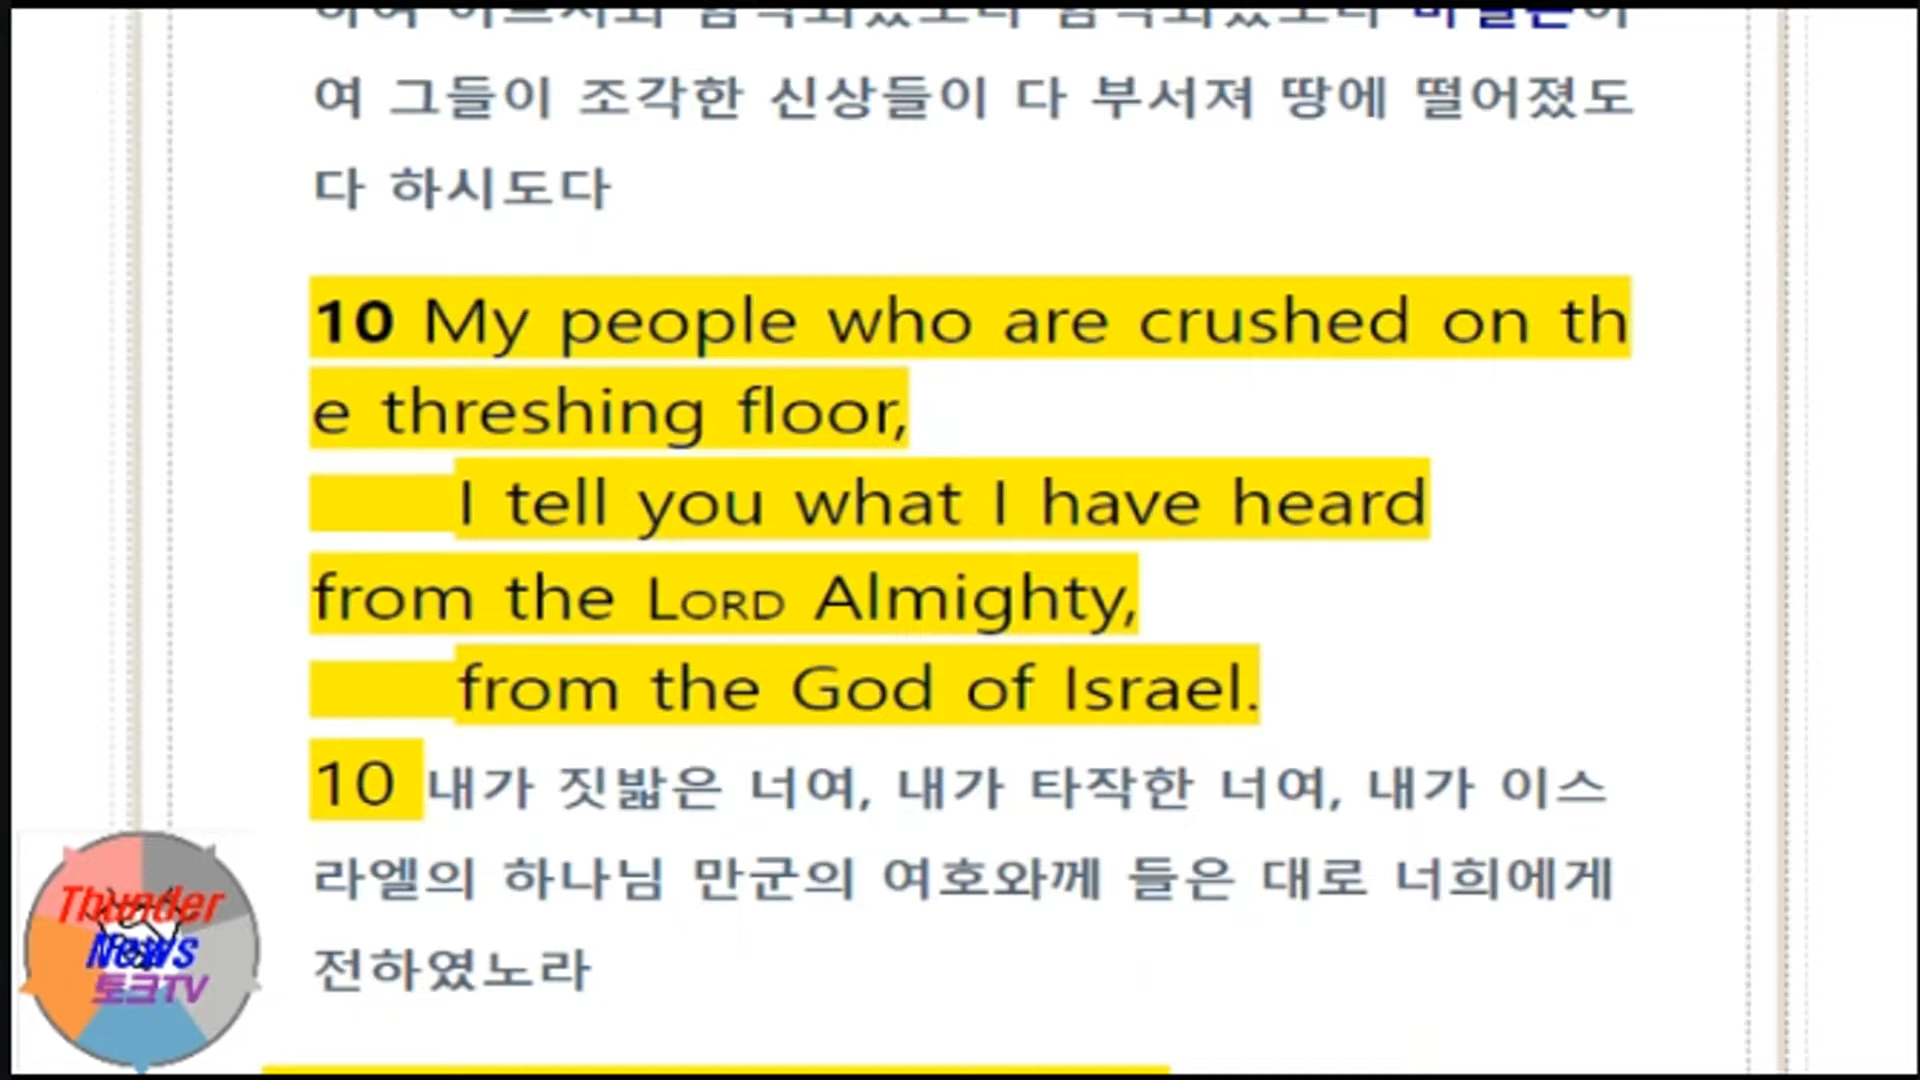 여 그들이 조각한 신상들이 다 부서져 땅에 떨어졌도
다 하시도다
10 My people who are crushed on th
e threshing floor,
I tell you what I have heard
from the LORD Almighty,
from the God of Israel.
10 내가 짓밟은 너여, 내가 타작한 너여, 내가 이스
라엘의 하나님 만군의 여호와께 들은 대로 너희에게
전하였노라
Thunder
News
토크TV